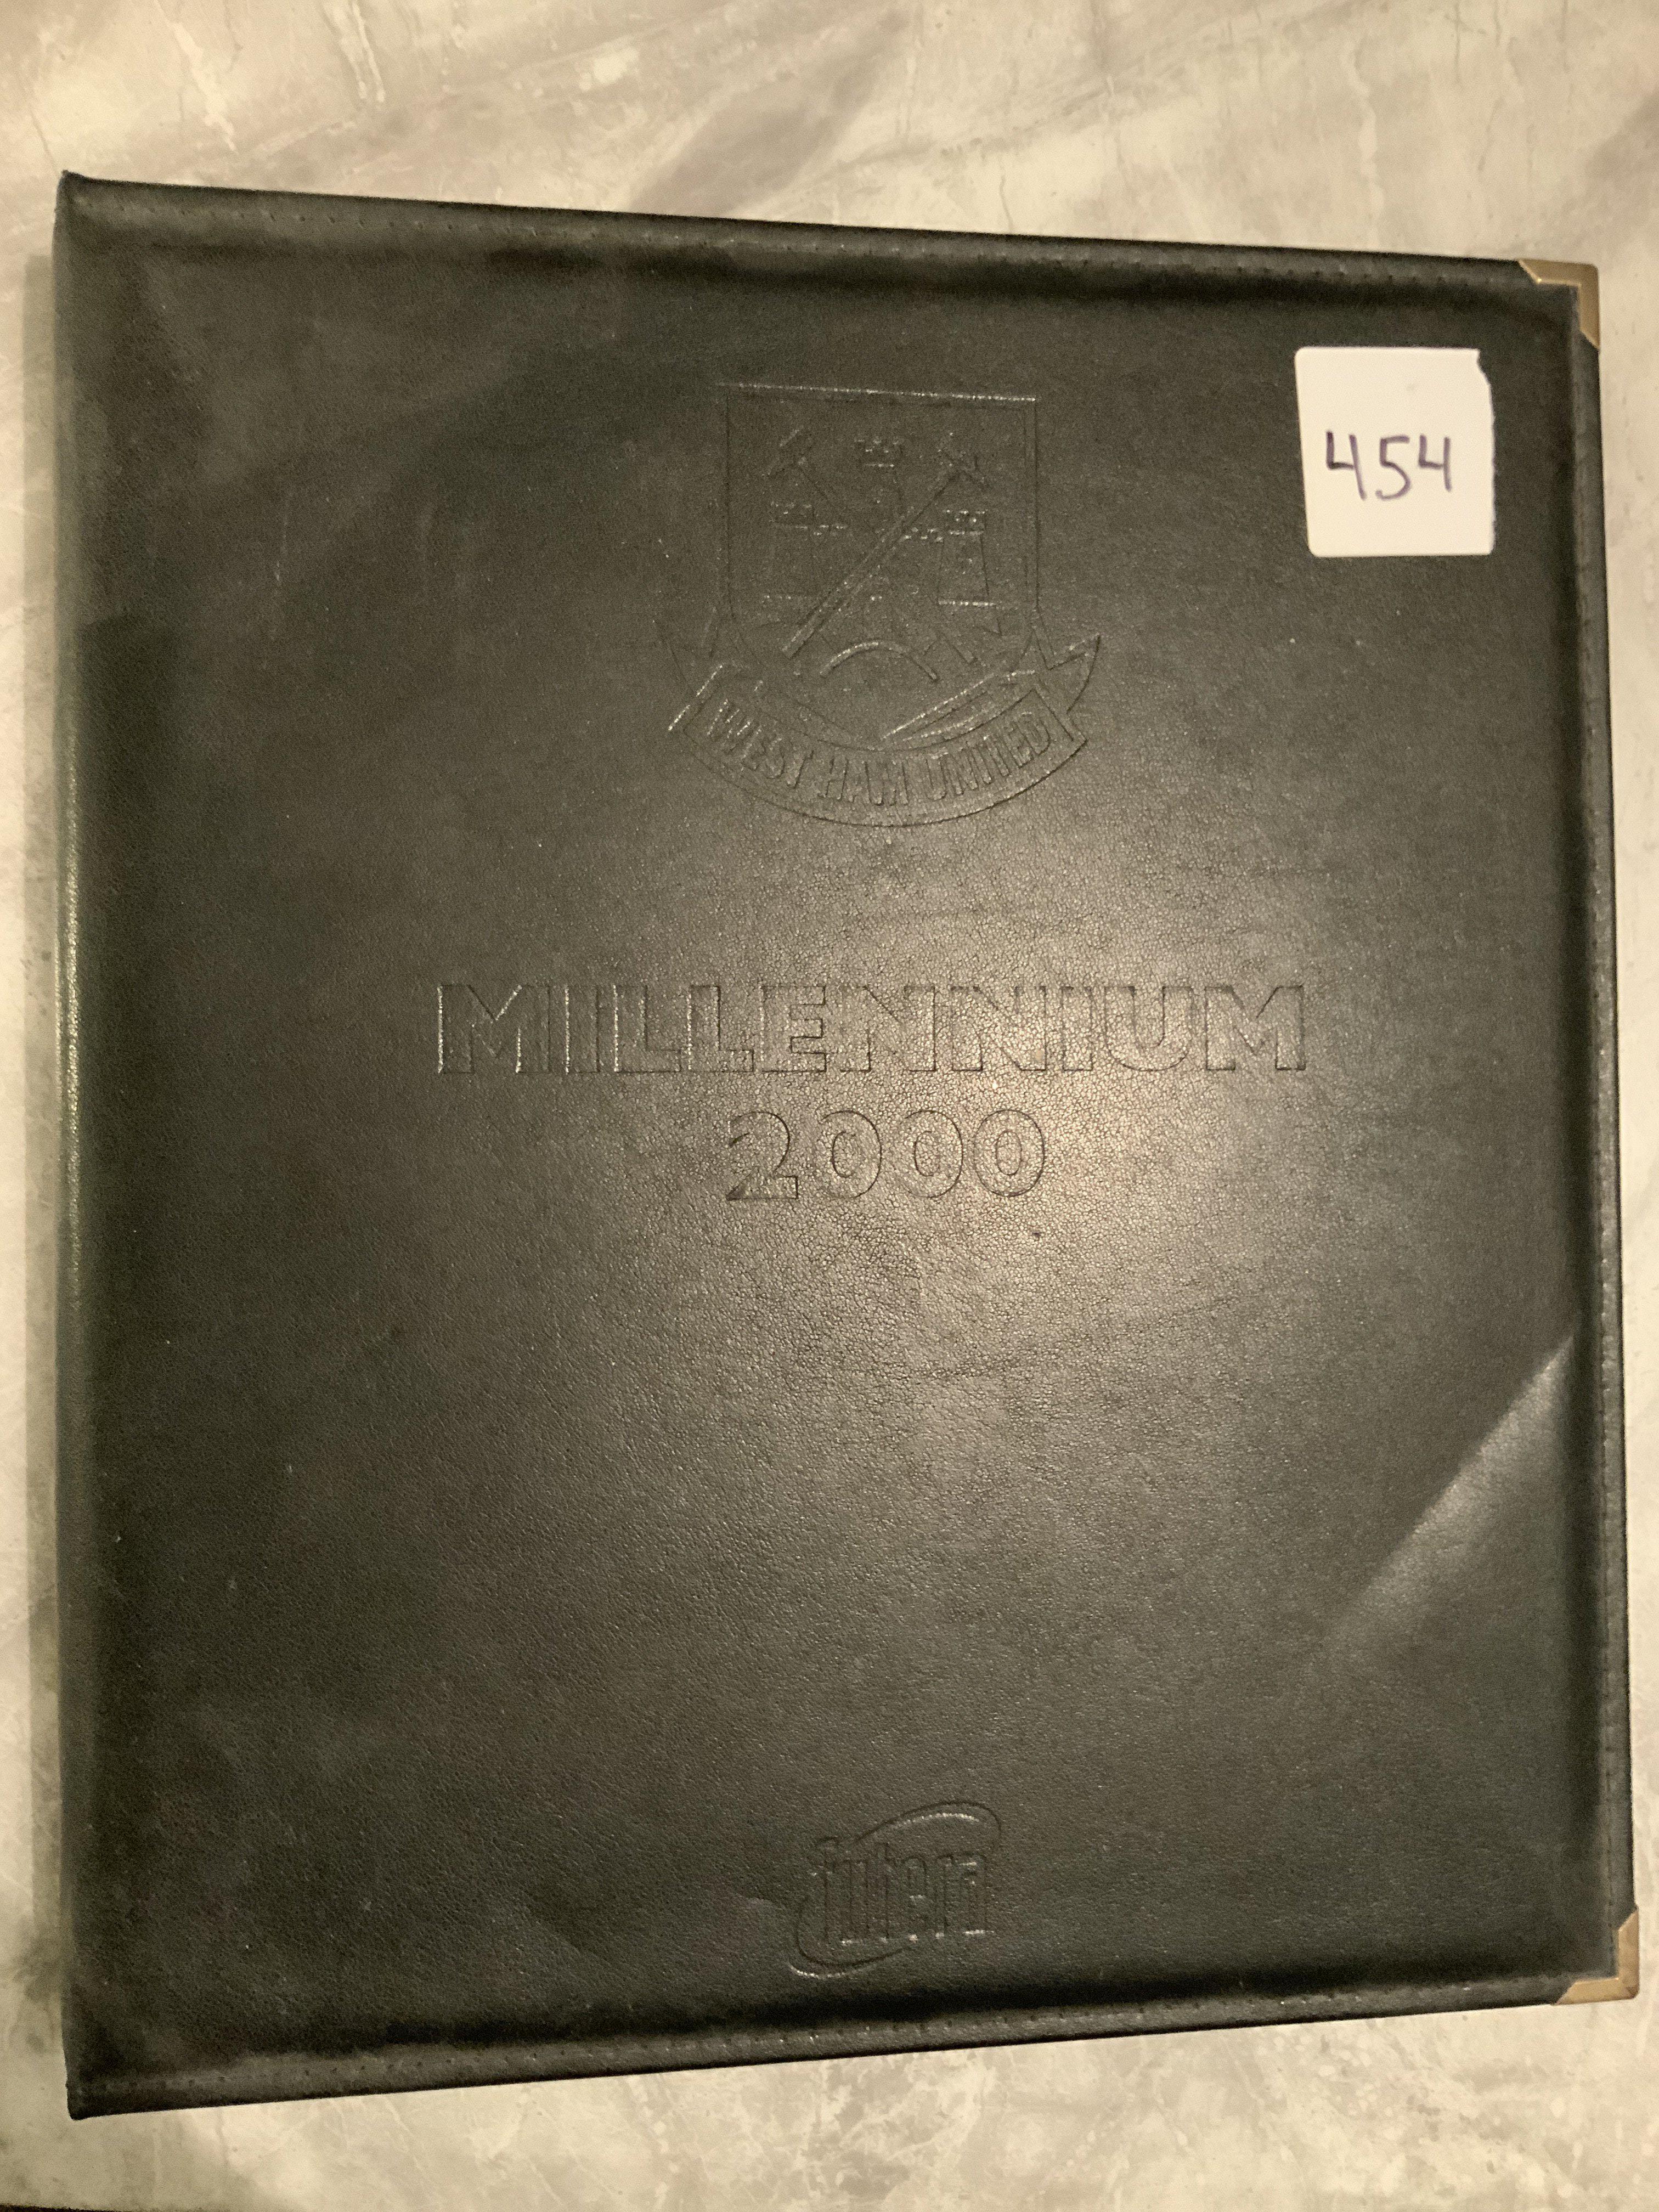 454
WEST HAM UNITED
MILLENNIUM
2000
futera